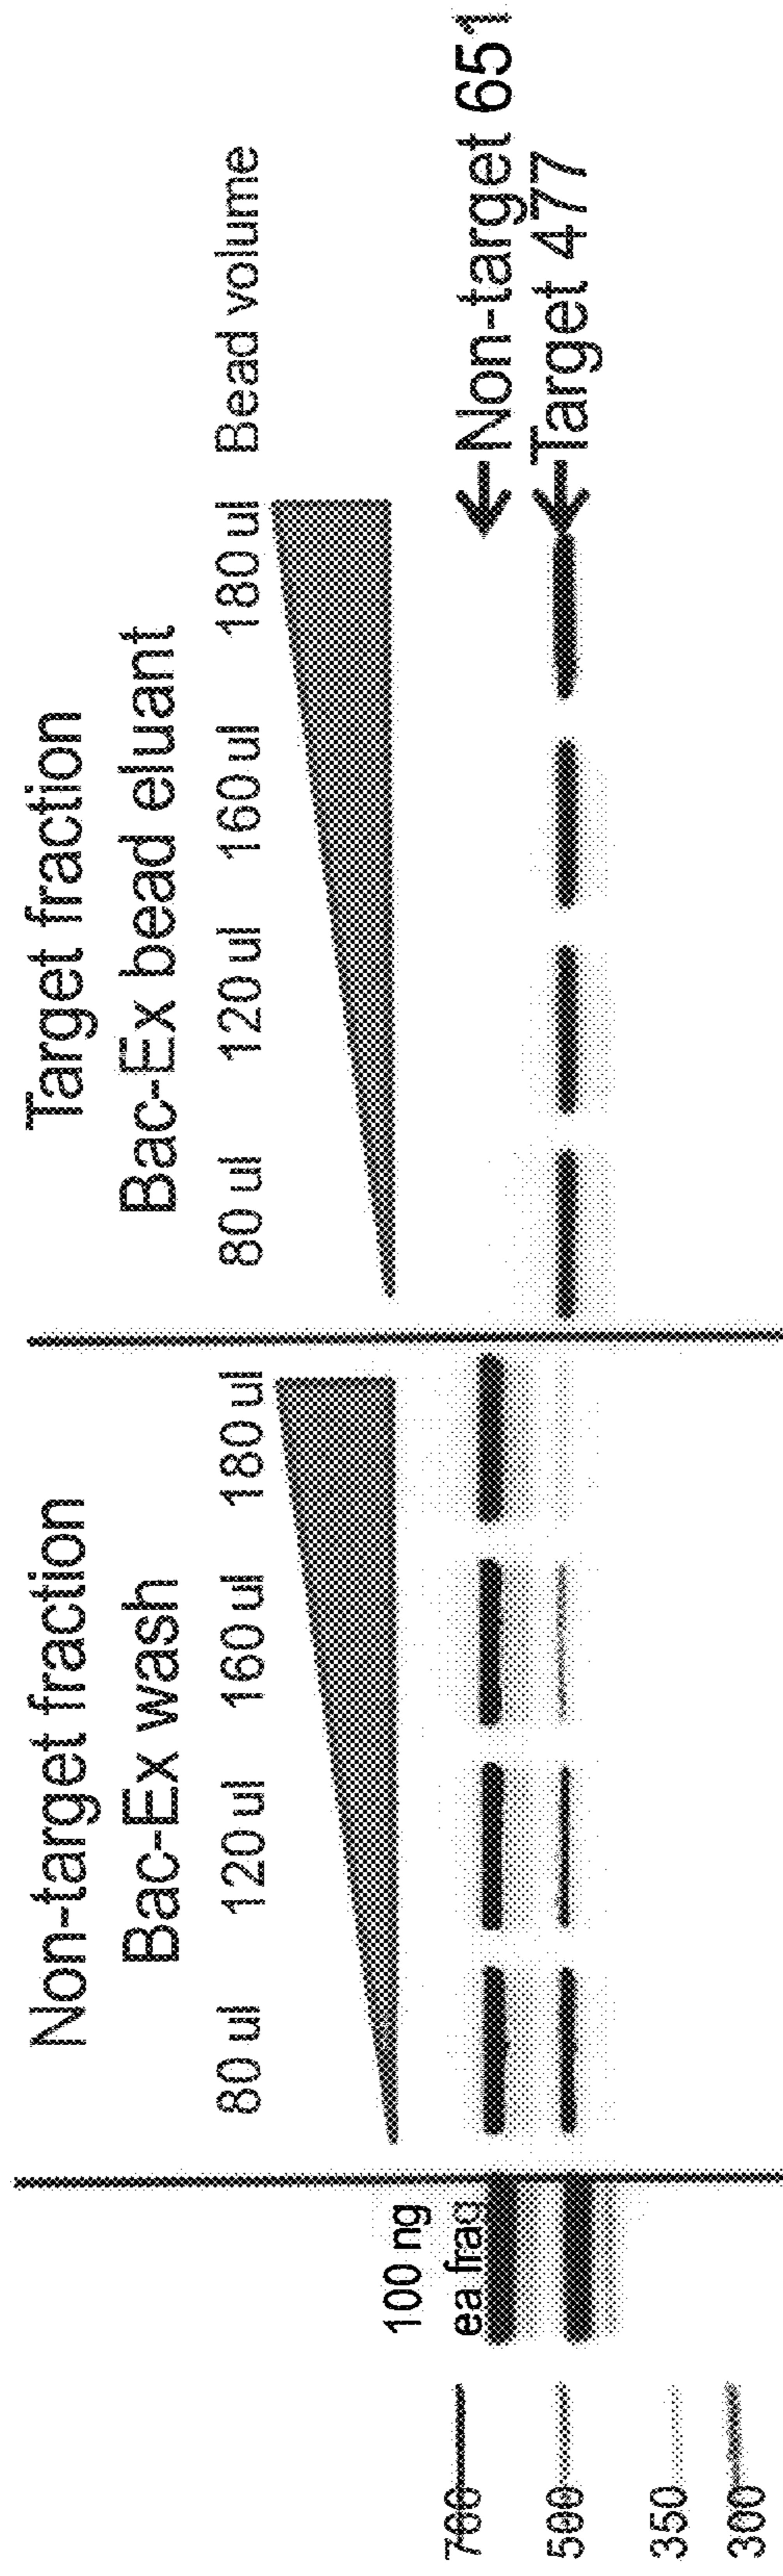 Non-target fraction
Bac-Ex wash
80 ul 120 ul 160 ul 180 ul
Target fraction
Bac-Ex bead eluant
80 ul 120 ul 160 ul 180 ul Bead volume
100 ng
ea frag
700
500
350
300
←Non-target 651
←Target 477